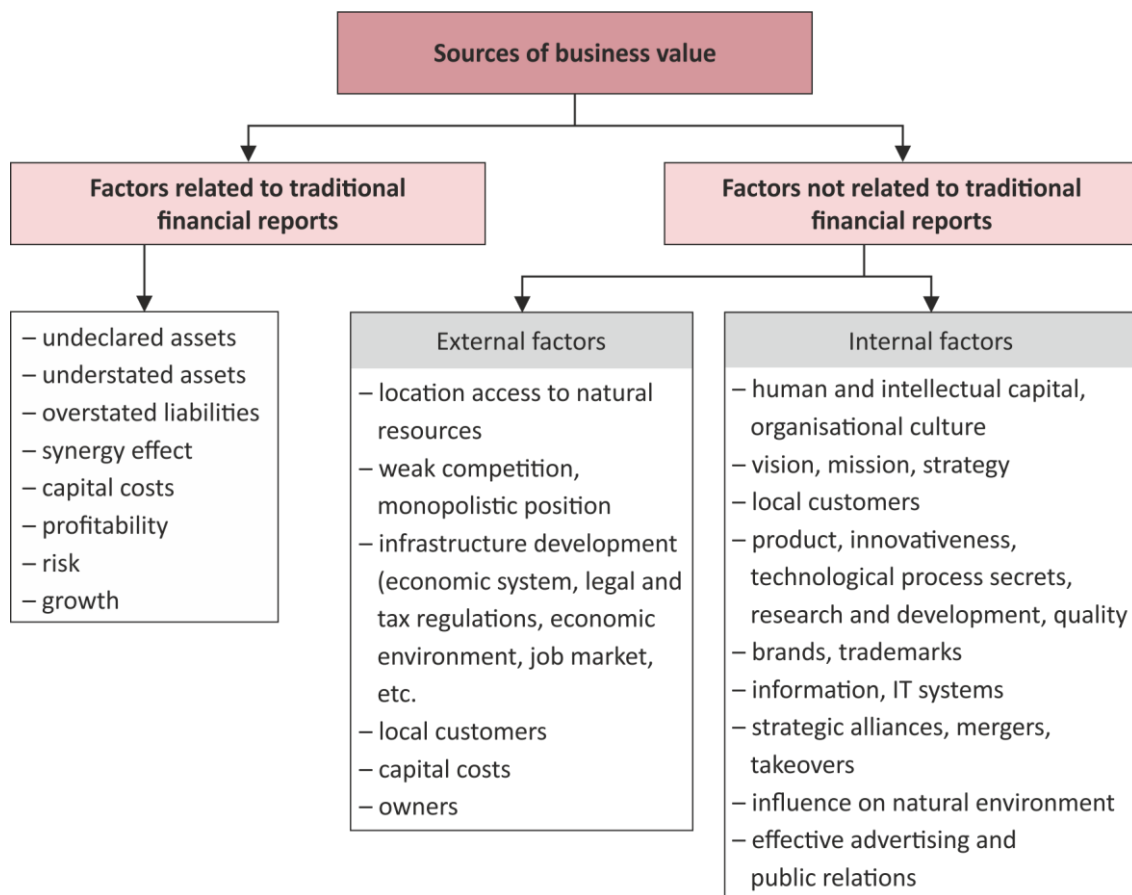 Sources of business value
Factors related to traditional
financial reports
Factors not related to traditional
financial reports
– undeclared assets
– understated assets
– overstated liabilities
– synergy effect
– capital costs
– profitability
– risk
– growth
External factors
– location access to natural
resources
– weak competition,
monopolistic position
– infrastructure development
(economic system, legal and
tax regulations, economic
environment, job market,
etc.
– local customers
– capital costs
– owners
Internal factors
– human and intellectual capital,
organisational culture
– vision, mission, strategy
– local customers
– product, innovativeness,
technological process secrets,
research and development, quality
– brands, trademarks
– information, IT systems
– strategic alliances, mergers,
takeovers
– influence on natural environment
– effective advertising and
public relations